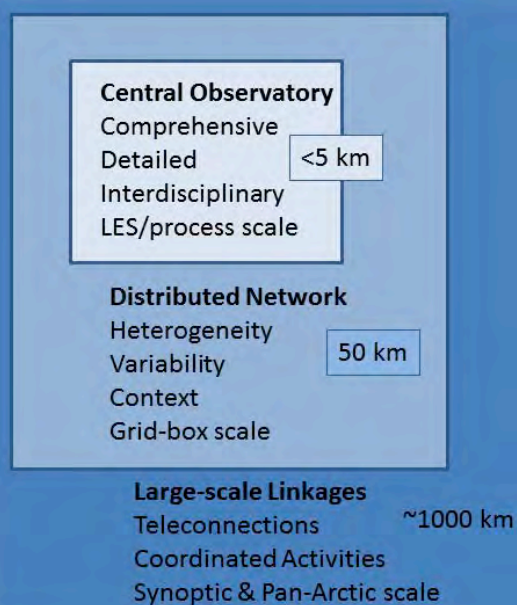 Central Observatory
Comprehensive
Detailed
<5 km
Interdisciplinary
LES/process scale
Distributed Network
Heterogeneity
Variability
50 km
Context
Grid-box scale
Large-scale Linkages
Teleconnections
~1000 km
Coordinated Activities
Synoptic & Pan-Arctic scale